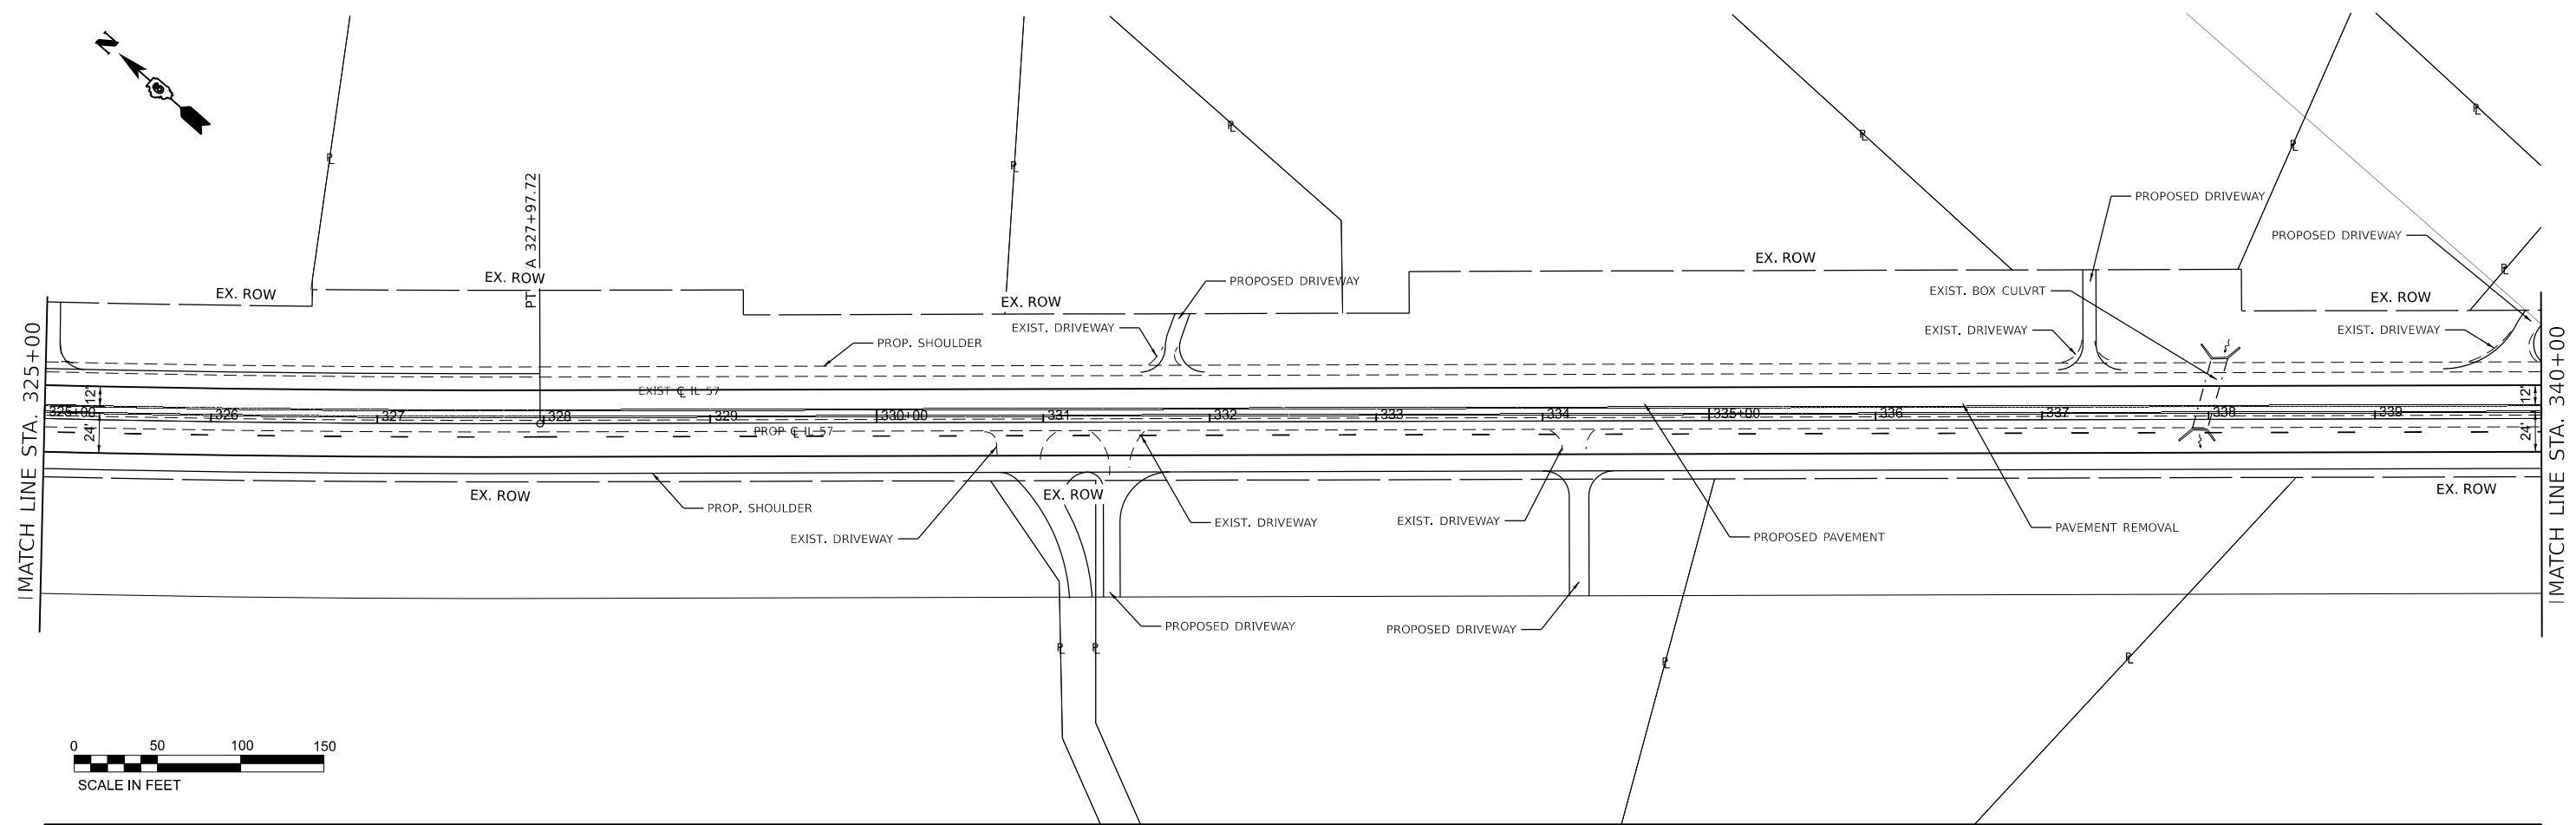 N
PROPOSED DRIVEWAY
PROPOSED DRIVEWAY
EX. ROW
EX. ROW
EX. ROW
PT A 327+97.72
PROPOSED DRIVEWAY
EXIST. BOX CULVRT
EX. ROW
EX. ROW
EXIST. DRIVEWAY
EXIST. DRIVEWAY
EXIST. DRIVEWAY
PROP. SHOULDER
MATCH LINE STA. 325+00
MATCH LINE STA. 340+00
EXIST ℄ IL 57
12'
12'
325+00
326
327
328
329
330+00
331
332
333
334
335+00
336
337
338
339
24'
24'
PROP ℄ IL 57
EX. ROW
EX. ROW
EX. ROW
PROP. SHOULDER
EXIST. DRIVEWAY
EXIST. DRIVEWAY
EXIST. DRIVEWAY
PROPOSED PAVEMENT
PAVEMENT REMOVAL
PROPOSED DRIVEWAY
PROPOSED DRIVEWAY
0 50 100 150
SCALE IN FEET